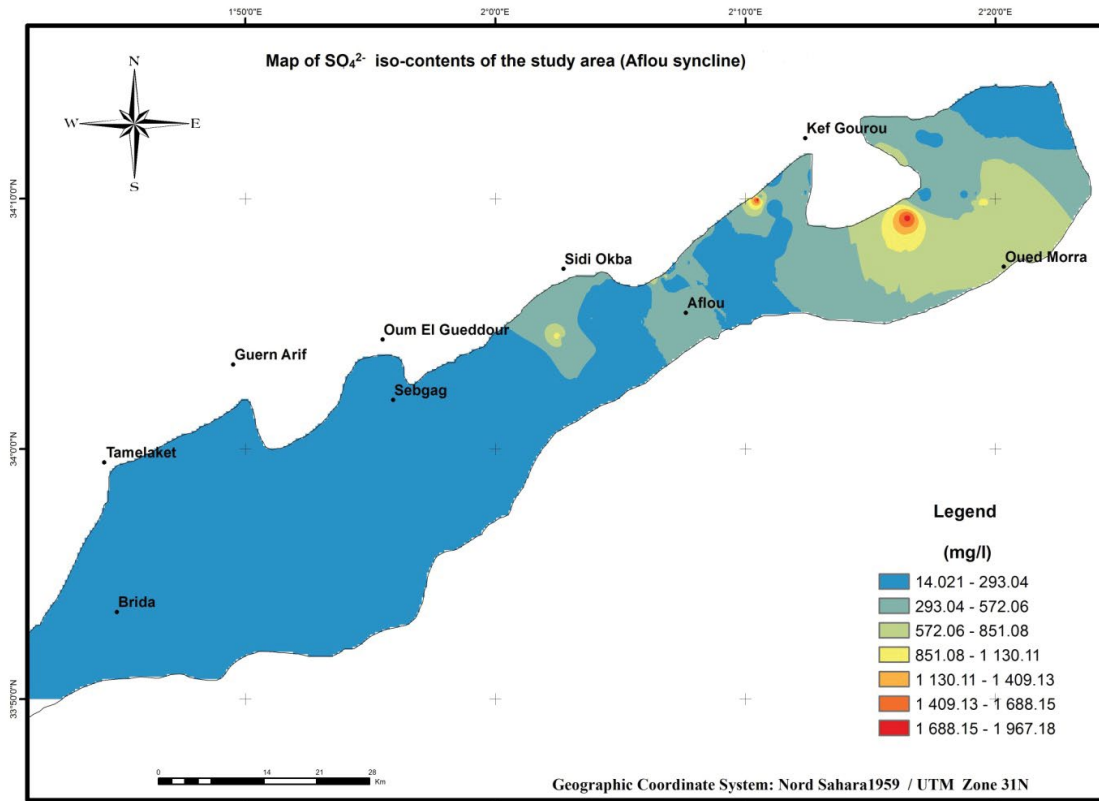 1°50'0"E 2°0'0"E 2°10'0"E 2°20'0"E
Map of SO₄²⁻ iso-contents of the study area (Aflou syncline)
N
W E
S
Kef Gourou
34°10'0"N
Sidi Okba
Oued Morra
Aflou
Oum El Gueddour
Guern Arif
Sebgag
Tamelaket
34°0'0"N
Brida
33°50'0"N
Legend
(mg/l)
14.021 - 293.04
293.04 - 572.06
572.06 - 851.08
851.08 - 1 130.11
1 130.11 - 1 409.13
1 409.13 - 1 688.15
1 688.15 - 1 967.18
0 14 21 28
Km
Geographic Coordinate System: Nord Sahara1959 / UTM Zone 31N